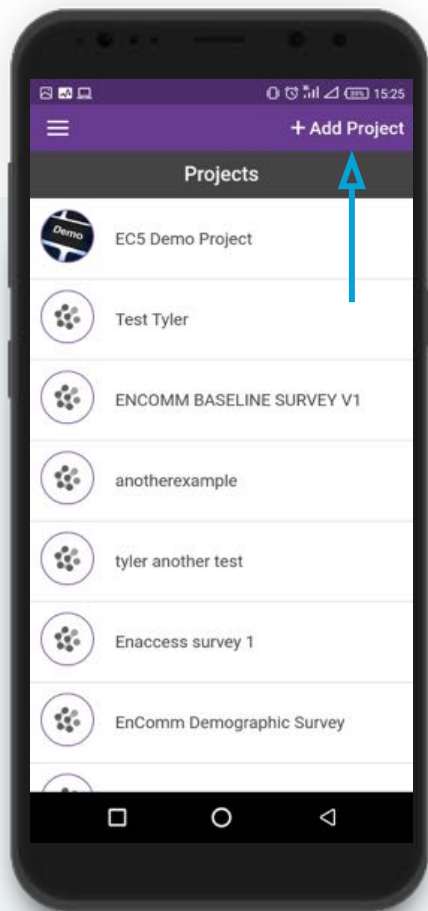 39% 15:25
+ Add Project
Projects
Demo
EC5 Demo Project
Test Tyler
ENCOMM BASELINE SURVEY V1
anotherexample
tyler another test
Enaccess survey 1
EnComm Demographic Survey